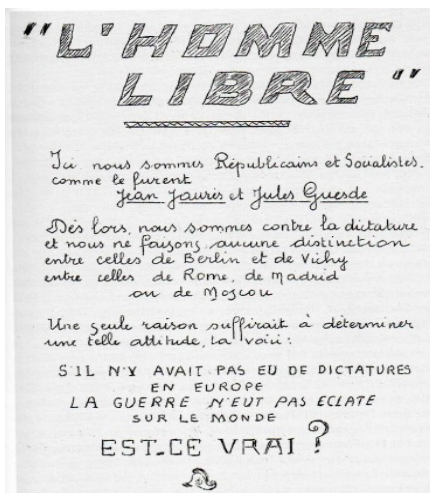 "L'HOMME
LIBRE"
Ici nous sommes Républicains et Socialistes.
comme le furent
Jean Jaurès et Jules Guesde
Dès lors, nous sommes contre la dictature
et nous ne faisons aucune distinction
entre celles de Berlin et de Vichy
entre celles de Rome, de Madrid
ou de Moscou
Une seule raison suffirait à déterminer
une telle attitude, la voici :
S'IL N'Y AVAIT PAS EU DE DICTATURES
EN EUROPE
LA GUERRE N'EUT PAS ECLATE
SUR LE MONDE
EST-CE VRAI ?